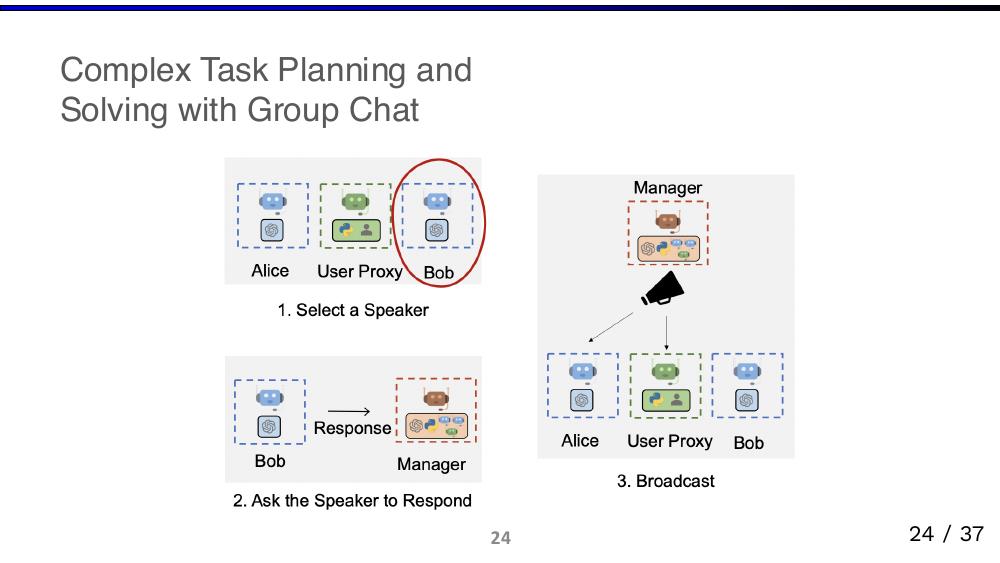 Complex Task Planning and
Solving with Group Chat
Alice
User Proxy
Bob
1. Select a Speaker
Response
Bob
Manager
2. Ask the Speaker to Respond
Manager
Alice
User Proxy
Bob
3. Broadcast
24
24 / 37